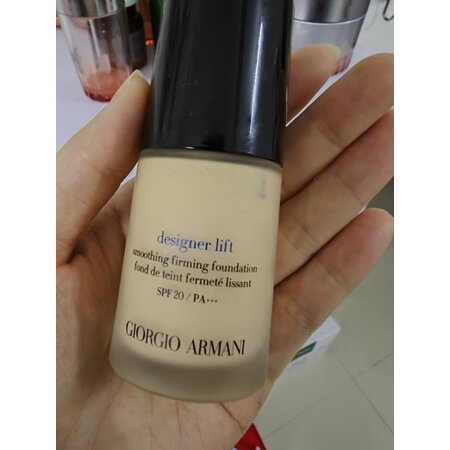 designer lift
smoothing firming foundation
fond de teint fermeté lissant
SPF 20 / PA+++
GIORGIO ARMANI